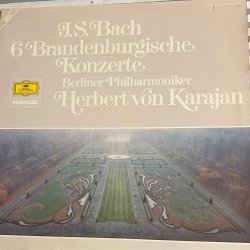 J.S. Bach
6 Brandenburgische
Konzerte
Berliner Philharmoniker
Herbert von Karajan